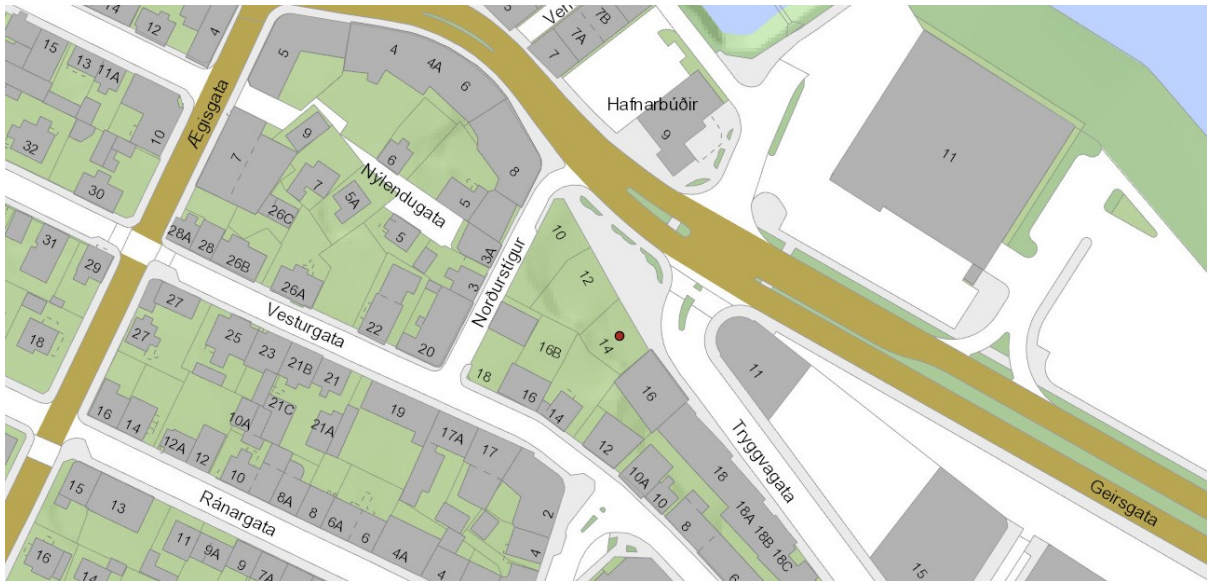 14
12
4
5
Ver
7B
7A
7
5
4
4A
6
15
13
11A
10
Ægisgata
Hafnarbúðir
9
11
32
30
7
9
6
8
7
5A
Nýlendugata
5
26C
28A
28
26B
5
3A
3
Norðurstígur
10
12
14
31
29
26A
Vesturgata
22
20
18
27
27
25
23
21B
21
21C
21A
16B
18
16
14
16
11
19
17A
17
12
10A
10
8
6
16
14
12A
12
10A
10
8A
8
6A
6
4A
4
2
4
Ránargata
Tryggvagata
18
18A
18B
18C
Geirsgata
15
13
11
9A
9
7A
16
14
15